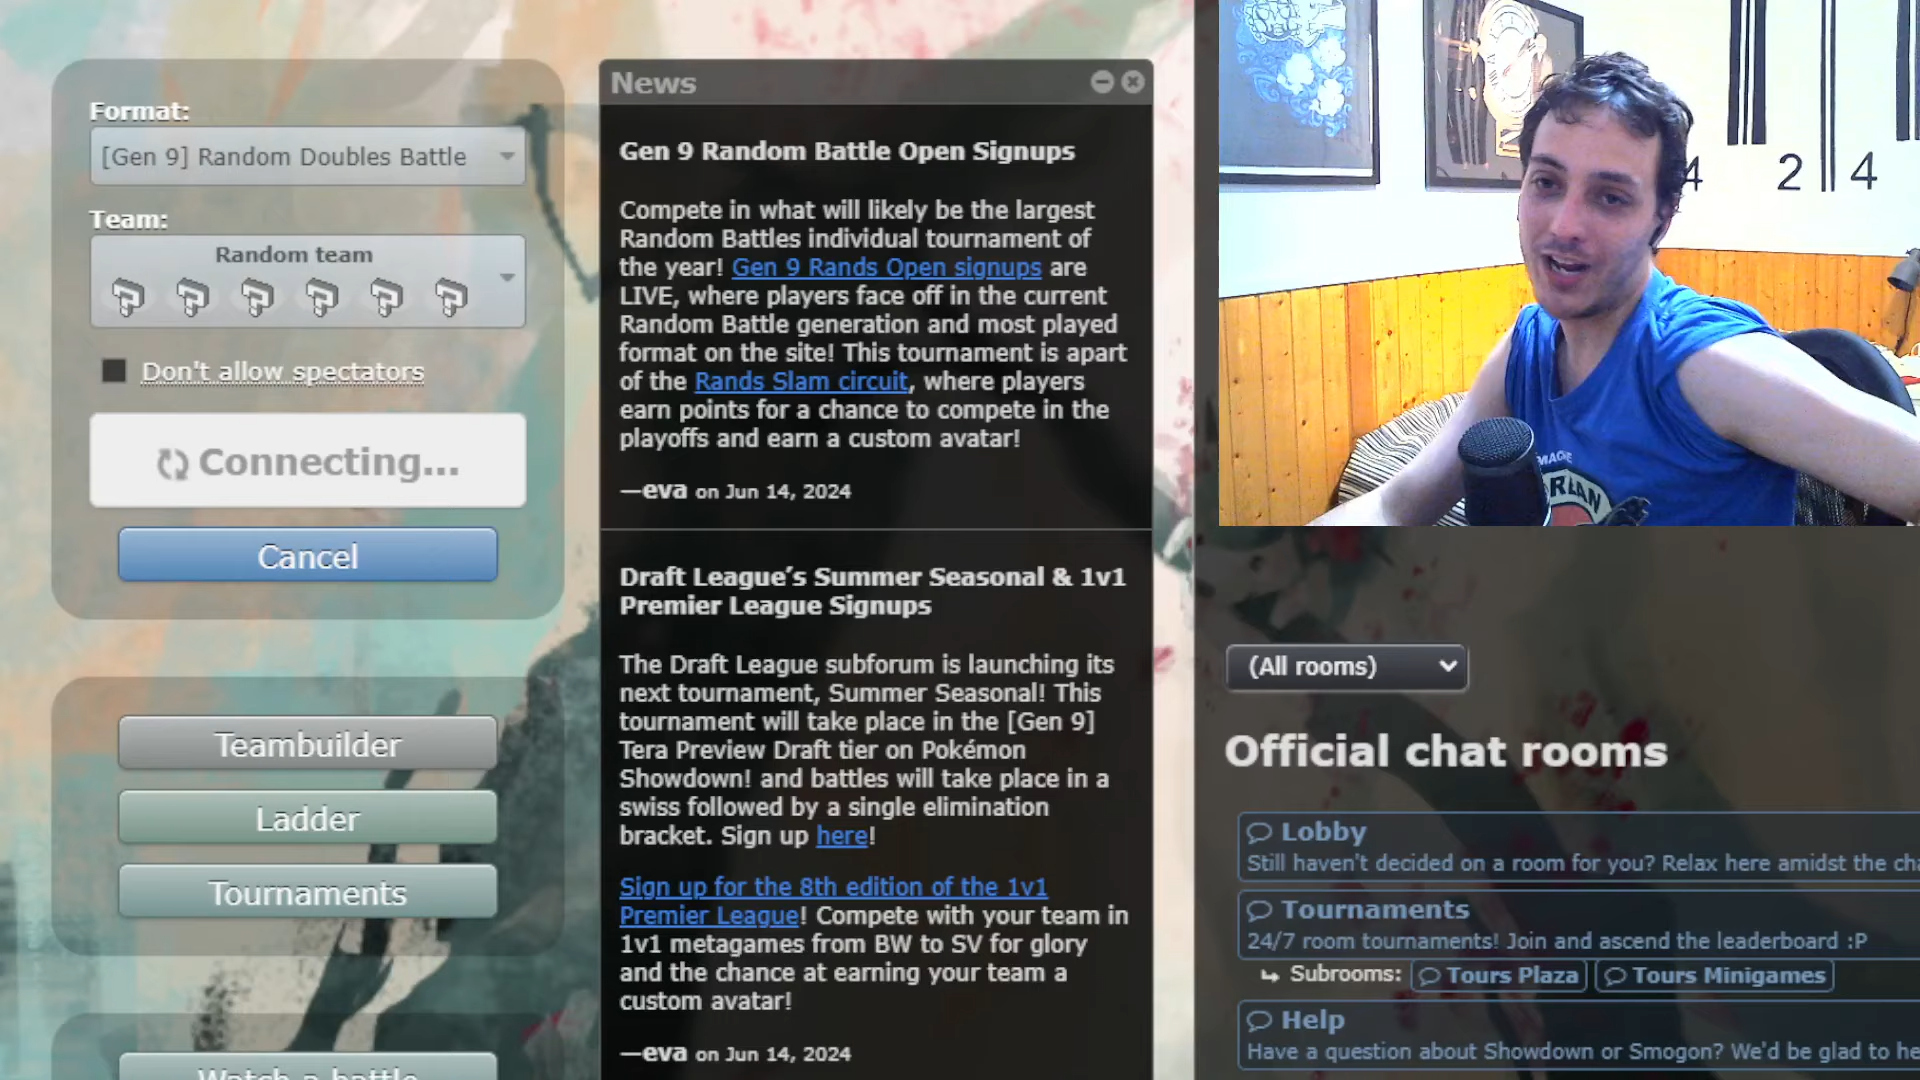 Format:
[Gen 9] Random Doubles Battle
Team:
Random team
Don't allow spectators
Connecting...
Cancel
Teambuilder
Ladder
Tournaments
Watch a battle
News
Gen 9 Random Battle Open Signups
Compete in what will likely be the largest
Random Battles individual tournament of
the year! Gen 9 Rands Open signups are
LIVE, where players face off in the current
Random Battle generation and most played
format on the site! This tournament is apart
of the Rands Slam circuit, where players
earn points for a chance to compete in the
playoffs and earn a custom avatar!
—eva on Jun 14, 2024
Draft League's Summer Seasonal & 1v1
Premier League Signups
The Draft League subforum is launching its
next tournament, Summer Seasonal! This
tournament will take place in the [Gen 9]
Tera Preview Draft tier on Pokémon
Showdown! and battles will take place in a
swiss followed by a single elimination
bracket. Sign up here!
Sign up for the 8th edition of the 1v1
Premier League! Compete with your team in
1v1 metagames from BW to SV for glory
and the chance at earning your team a
custom avatar!
—eva on Jun 14, 2024
4 2 4
(All rooms)
Official chat rooms
Lobby
Still haven't decided on a room for you? Relax here amidst the cha
Tournaments
24/7 room tournaments! Join and ascend the leaderboard :P
Subrooms: Tours Plaza Tours Minigames
Help
Have a question about Showdown or Smogon? We'd be glad to he